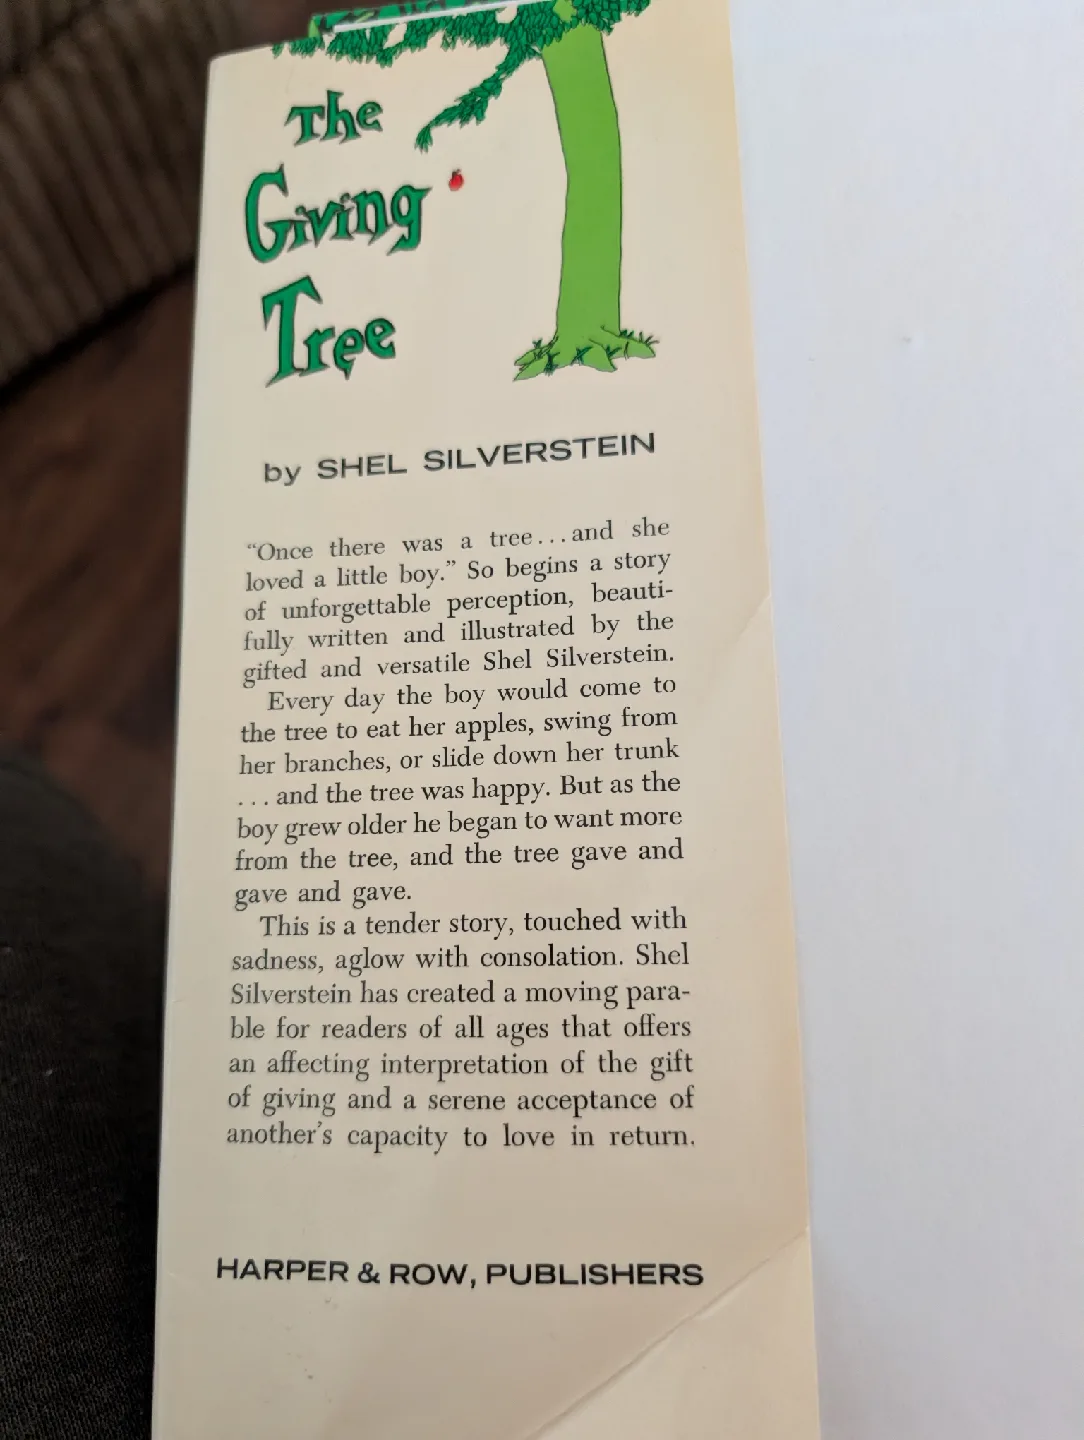 The
Giving
Tree
by SHEL SILVERSTEIN
“Once there was a tree...and she
loved a little boy.” So begins a story
of unforgettable perception, beauti-
fully written and illustrated by the
gifted and versatile Shel Silverstein.
Every day the boy would come to
the tree to eat her apples, swing from
her branches, or slide down her trunk
...and the tree was happy. But as the
boy grew older he began to want more
from the tree, and the tree gave and
gave and gave.
This is a tender story, touched with
sadness, aglow with consolation. Shel
Silverstein has created a moving para-
ble for readers of all ages that offers
an affecting interpretation of the gift
of giving and a serene acceptance of
another’s capacity to love in return.
HARPER & ROW, PUBLISHERS